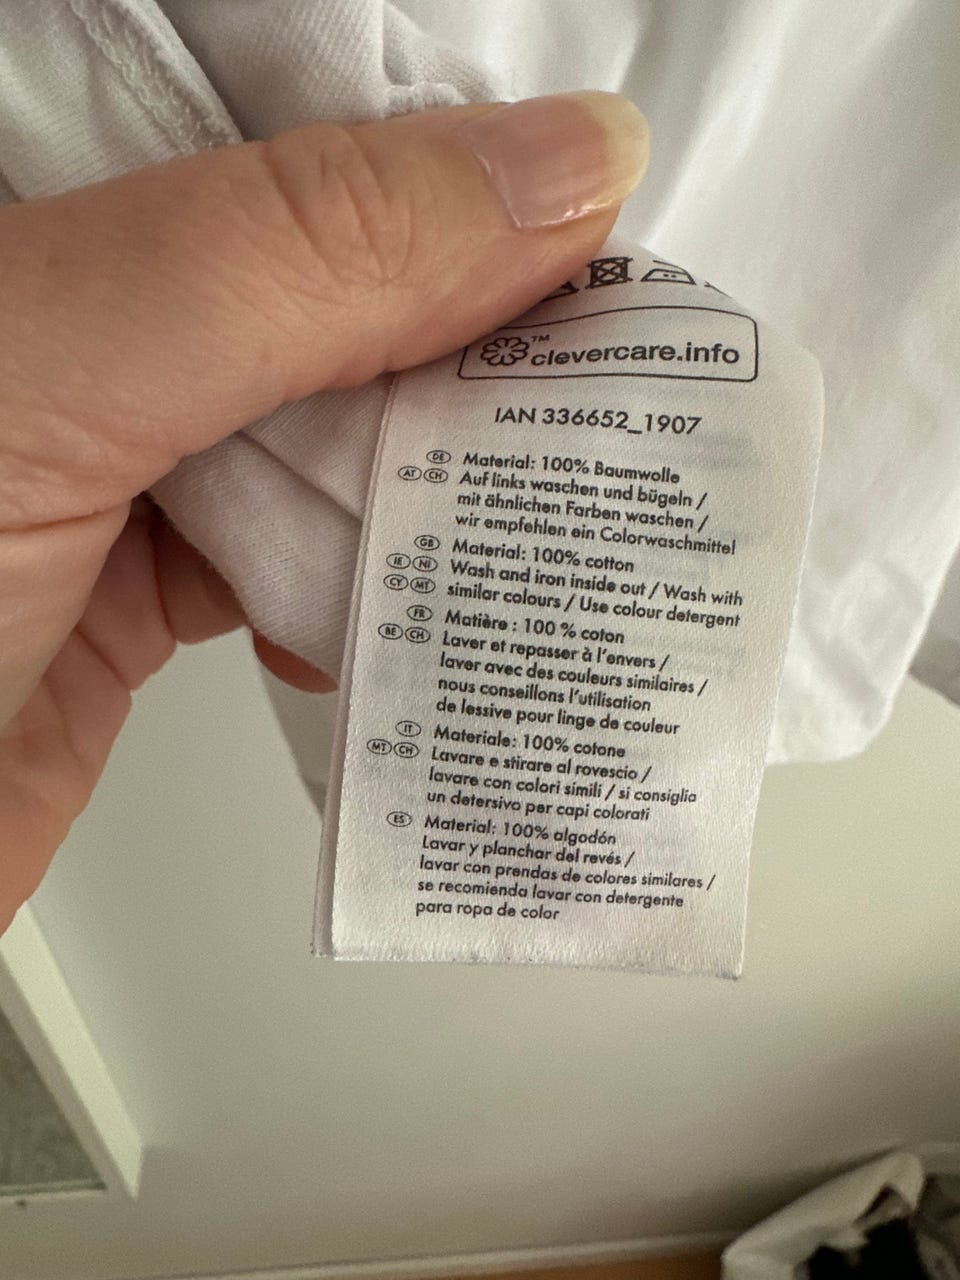 clevercare.info™
IAN 336652_1907
DE Material: 100% Baumwolle
AT CH Auf links waschen und bügeln /
mit ähnlichen Farben waschen /
wir empfehlen ein Colorwaschmittel
GB Material: 100% cotton
IE NI Wash and iron inside out / Wash with
CY MT similar colours / Use colour detergent
FR Matière : 100 % coton
BE CH Laver et repasser à l'envers /
laver avec des couleurs similaires /
nous conseillons l'utilisation
de lessive pour linge de couleur
IT Materiale: 100% cotone
MT CH Lavare e stirare al rovescio /
lavare con colori simili / si consiglia
un detersivo per capi colorati
ES Material: 100% algodón
Lavar y planchar del revés /
lavar con prendas de colores similares /
se recomienda lavar con detergente
para ropa de color